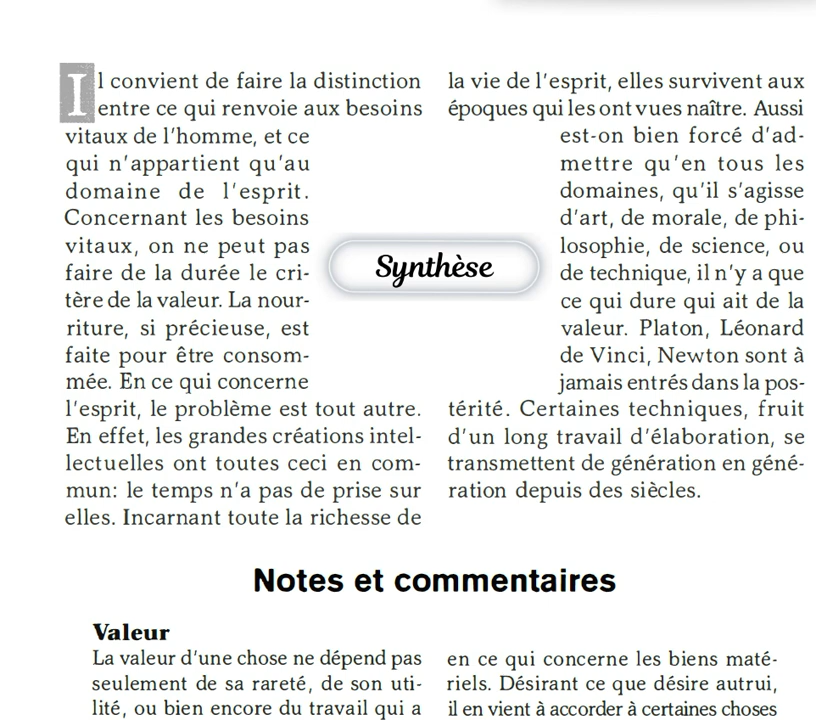 Il convient de faire la distinction
entre ce qui renvoie aux besoins
vitaux de l'homme, et ce
qui n'appartient qu'au
domaine de l'esprit.
Concernant les besoins
vitaux, on ne peut pas
faire de la durée le cri-
tère de la valeur. La nour-
riture, si précieuse, est
faite pour être consom-
mée. En ce qui concerne
l'esprit, le problème est tout autre.
En effet, les grandes créations intel-
lectuelles ont toutes ceci en com-
mun: le temps n'a pas de prise sur
elles. Incarnant toute la richesse de
Synthèse
la vie de l'esprit, elles survivent aux
époques qui les ont vues naître. Aussi
est-on bien forcé d'ad-
mettre qu'en tous les
domaines, qu'il s'agisse
d'art, de morale, de phi-
losophie, de science, ou
de technique, il n'y a que
ce qui dure qui ait de la
valeur. Platon, Léonard
de Vinci, Newton sont à
jamais entrés dans la pos-
térité. Certaines techniques, fruit
d'un long travail d'élaboration, se
transmettent de génération en géné-
ration depuis des siècles.
Notes et commentaires
Valeur
La valeur d'une chose ne dépend pas
seulement de sa rareté, de son uti-
lité, ou bien encore du travail qui a
en ce qui concerne les biens maté-
riels. Désirant ce que désire autrui,
il en vient à accorder à certaines choses